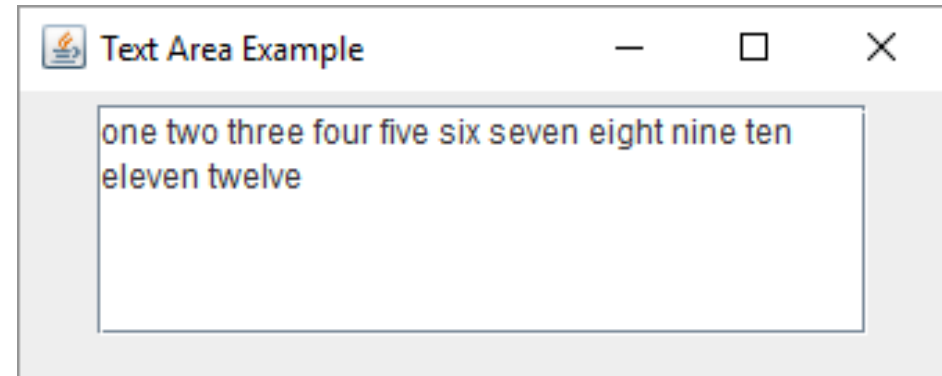 Text Area Example
one two three four five six seven eight nine ten
eleven twelve